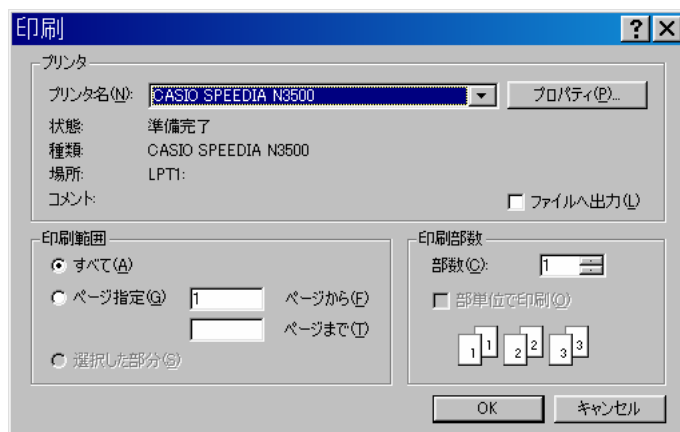 印刷
プリンタ
プリンタ名(N): CASIO SPEEDIA N3500 プロパティ(P)...
状態: 準備完了
種類: CASIO SPEEDIA N3500
場所: LPT1:
コメント:
ファイルへ出力(L)
印刷範囲
すべて(A)
ページ指定(G) 1 ページから(F)
ページまで(T)
選択した部分(S)
印刷部数
部数(C): 1
部単位で印刷(O)
1 1 2 2 3 3
OK キャンセル